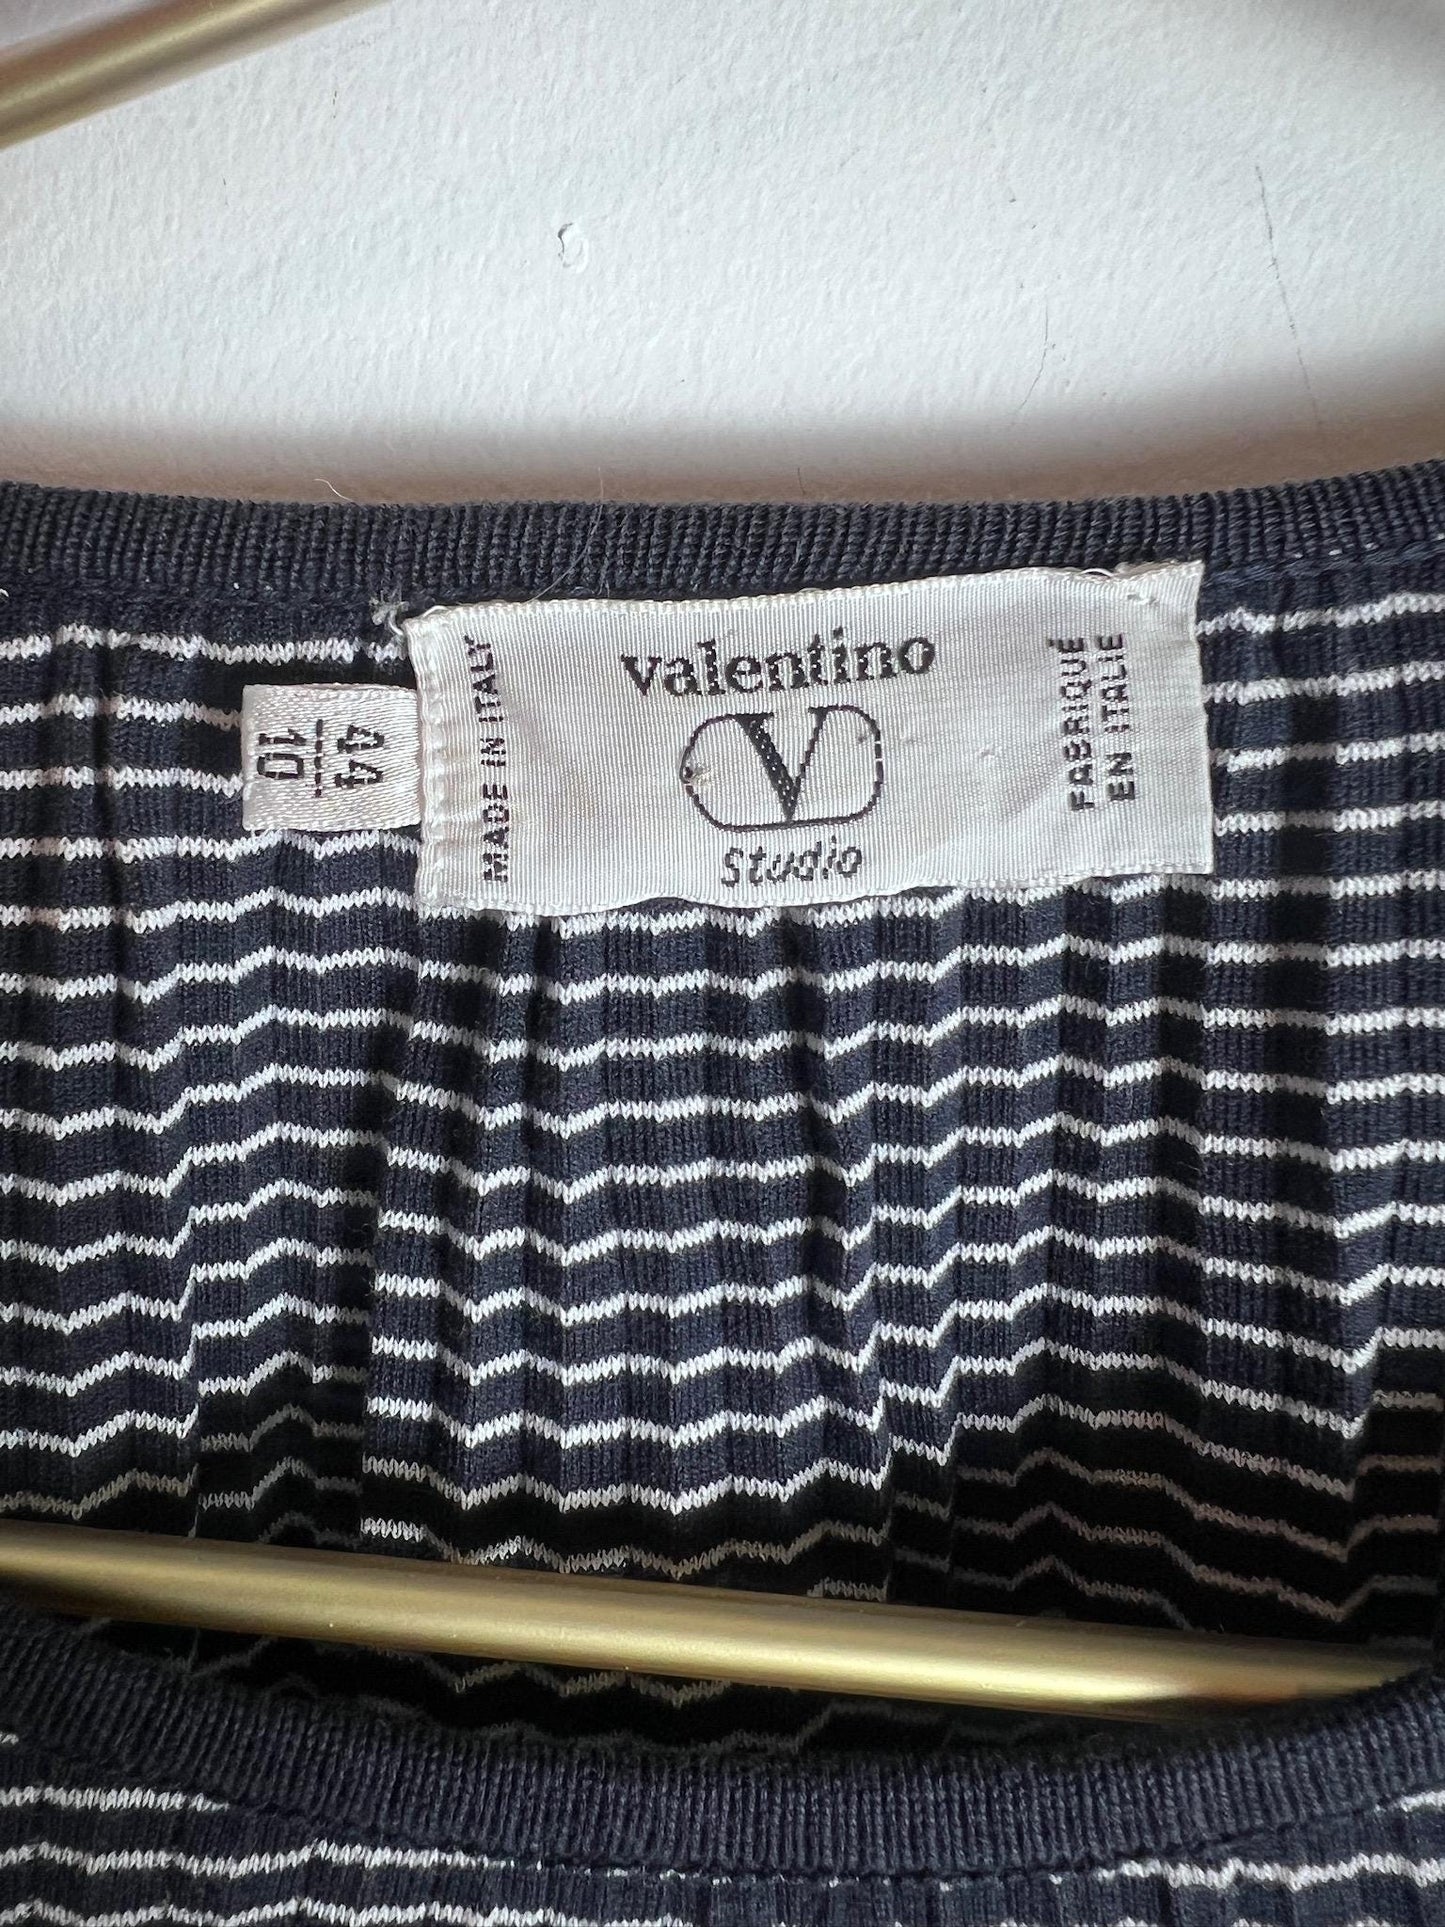 valentino
V
Studio
MADE IN ITALY
FABRIQUÉ
EN ITALIE
44
10